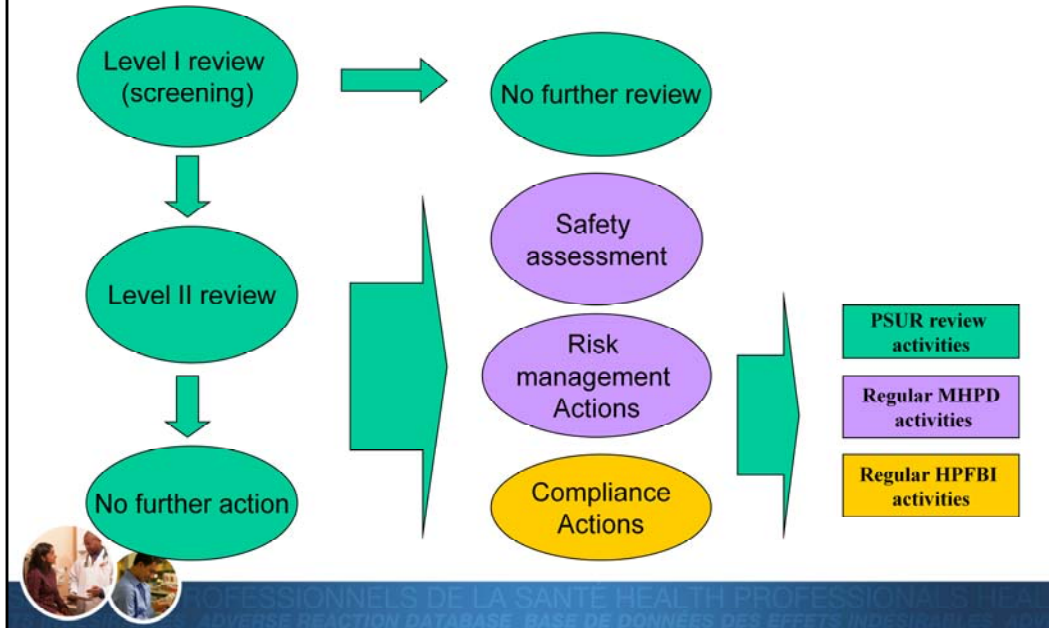 Level I review
(screening)
No further review
Safety
assessment
Level II review
Risk
management
Actions
No further action
Compliance
Actions
PSUR review
activities
Regular MHPD
activities
Regular HPFBI
activities
PROFESSIONNELS DE LA SANTÉ HEALTH PROFESSIONALS HEAL
ADVERSE REACTION DATABASE BASE DE DONNÉES DES EFFETS INDÉSIRABLES